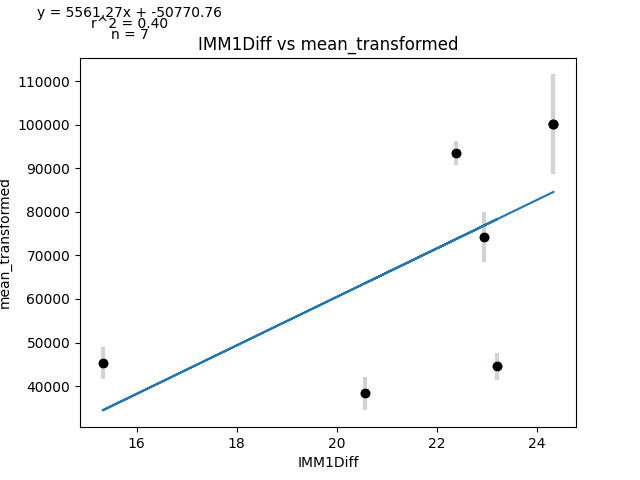 y = 5561.27x + -50770.76
r^2 = 0.40
n = 7
IMM1Diff vs mean_transformed
110000
100000
90000
80000
70000
60000
50000
40000
mean_transformed
16
18
20
22
24
IMM1Diff